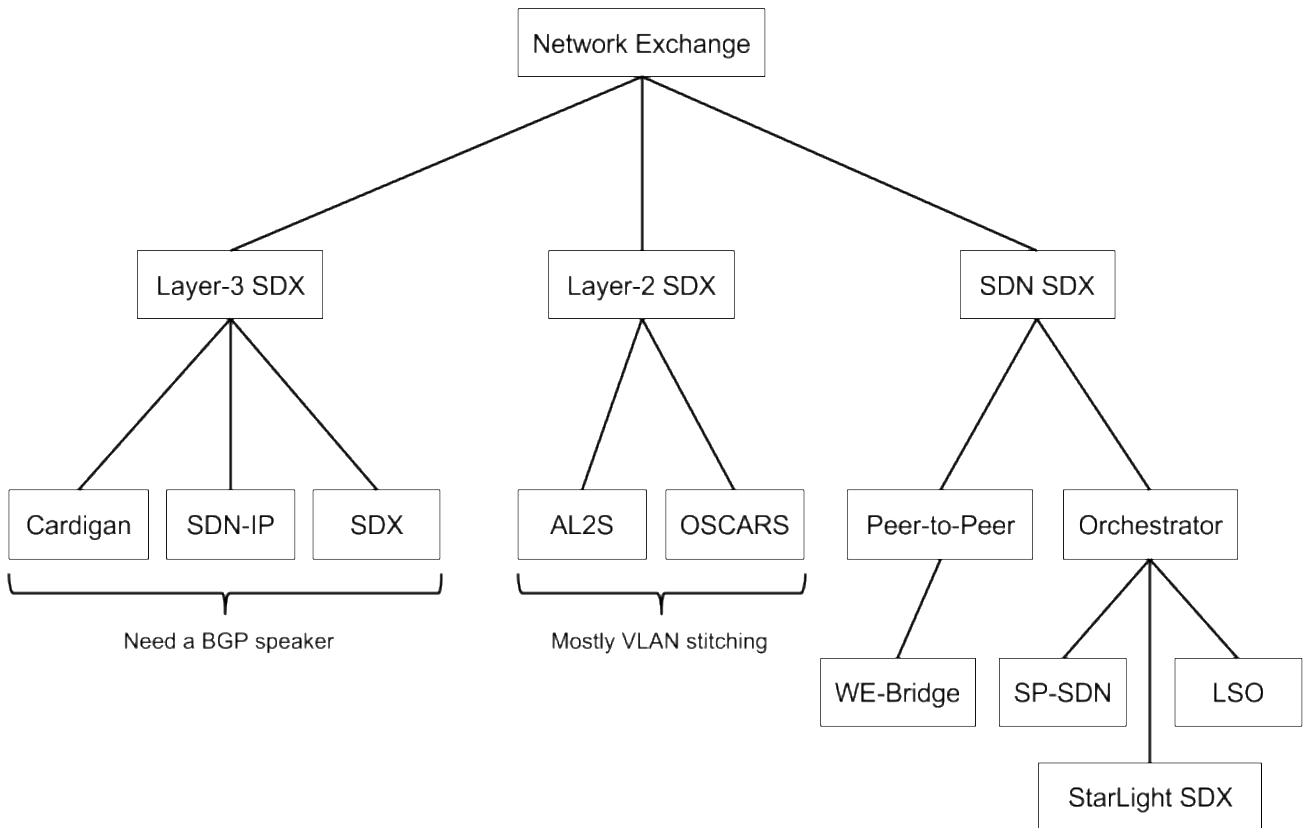 Network Exchange
Layer-3 SDX
Layer-2 SDX
SDN SDX
Cardigan
SDN-IP
SDX
AL2S
OSCARS
Peer-to-Peer
Orchestrator
Need a BGP speaker
Mostly VLAN stitching
WE-Bridge
SP-SDN
LSO
StarLight SDX